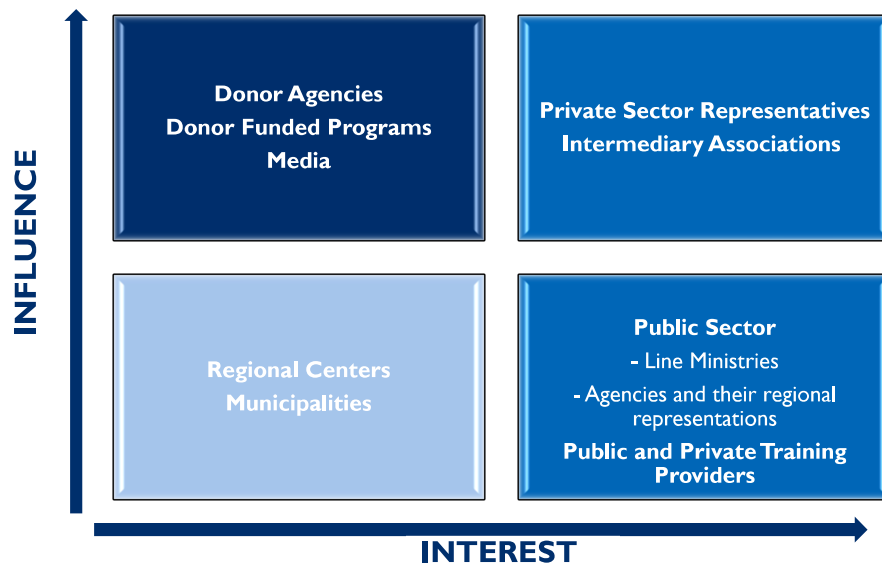 INFLUENCE
Donor Agencies
Donor Funded Programs
Media
Private Sector Representatives
Intermediary Associations
Regional Centers
Municipalities
Public Sector
- Line Ministries
- Agencies and their regional
representations
Public and Private Training
Providers
INTEREST